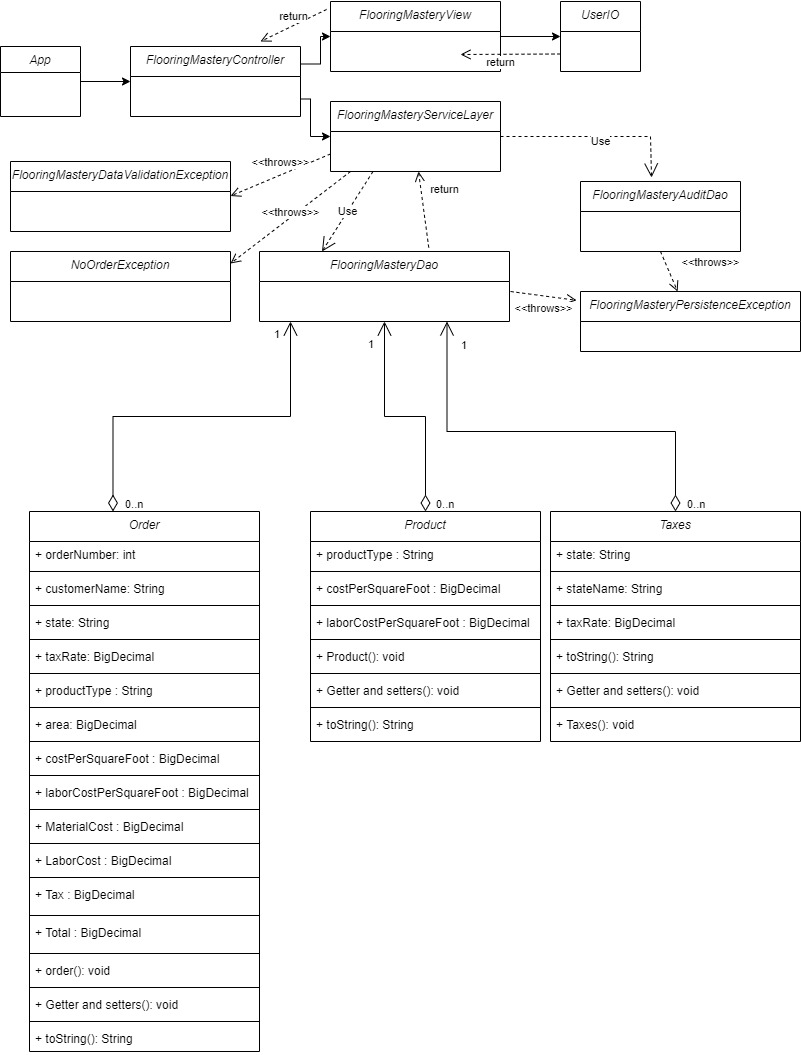 return
FlooringMasteryView
UserIO
App
FlooringMasteryController
return
FlooringMasteryServiceLayer
Use
<<throws>>
FlooringMasteryDataValidationException
return
FlooringMasteryAuditDao
<<throws>>
Use
NoOrderException
FlooringMasteryDao
<<throws>>
<<throws>>
FlooringMasteryPersistenceException
1
1
1
0..n
0..n
0..n
Order
+ orderNumber: int
+ customerName: String
+ state: String
+ taxRate: BigDecimal
+ productType : String
+ area: BigDecimal
+ costPerSquareFoot : BigDecimal
+ laborCostPerSquareFoot : BigDecimal
+ MaterialCost : BigDecimal
+ LaborCost : BigDecimal
+ Tax : BigDecimal
+ Total : BigDecimal
+ order(): void
+ Getter and setters(): void
+ toString(): String
Product
+ productType : String
+ costPerSquareFoot : BigDecimal
+ laborCostPerSquareFoot : BigDecimal
+ Product(): void
+ Getter and setters(): void
+ toString(): String
Taxes
+ state: String
+ stateName: String
+ taxRate: BigDecimal
+ toString(): String
+ Getter and setters(): void
+ Taxes(): void